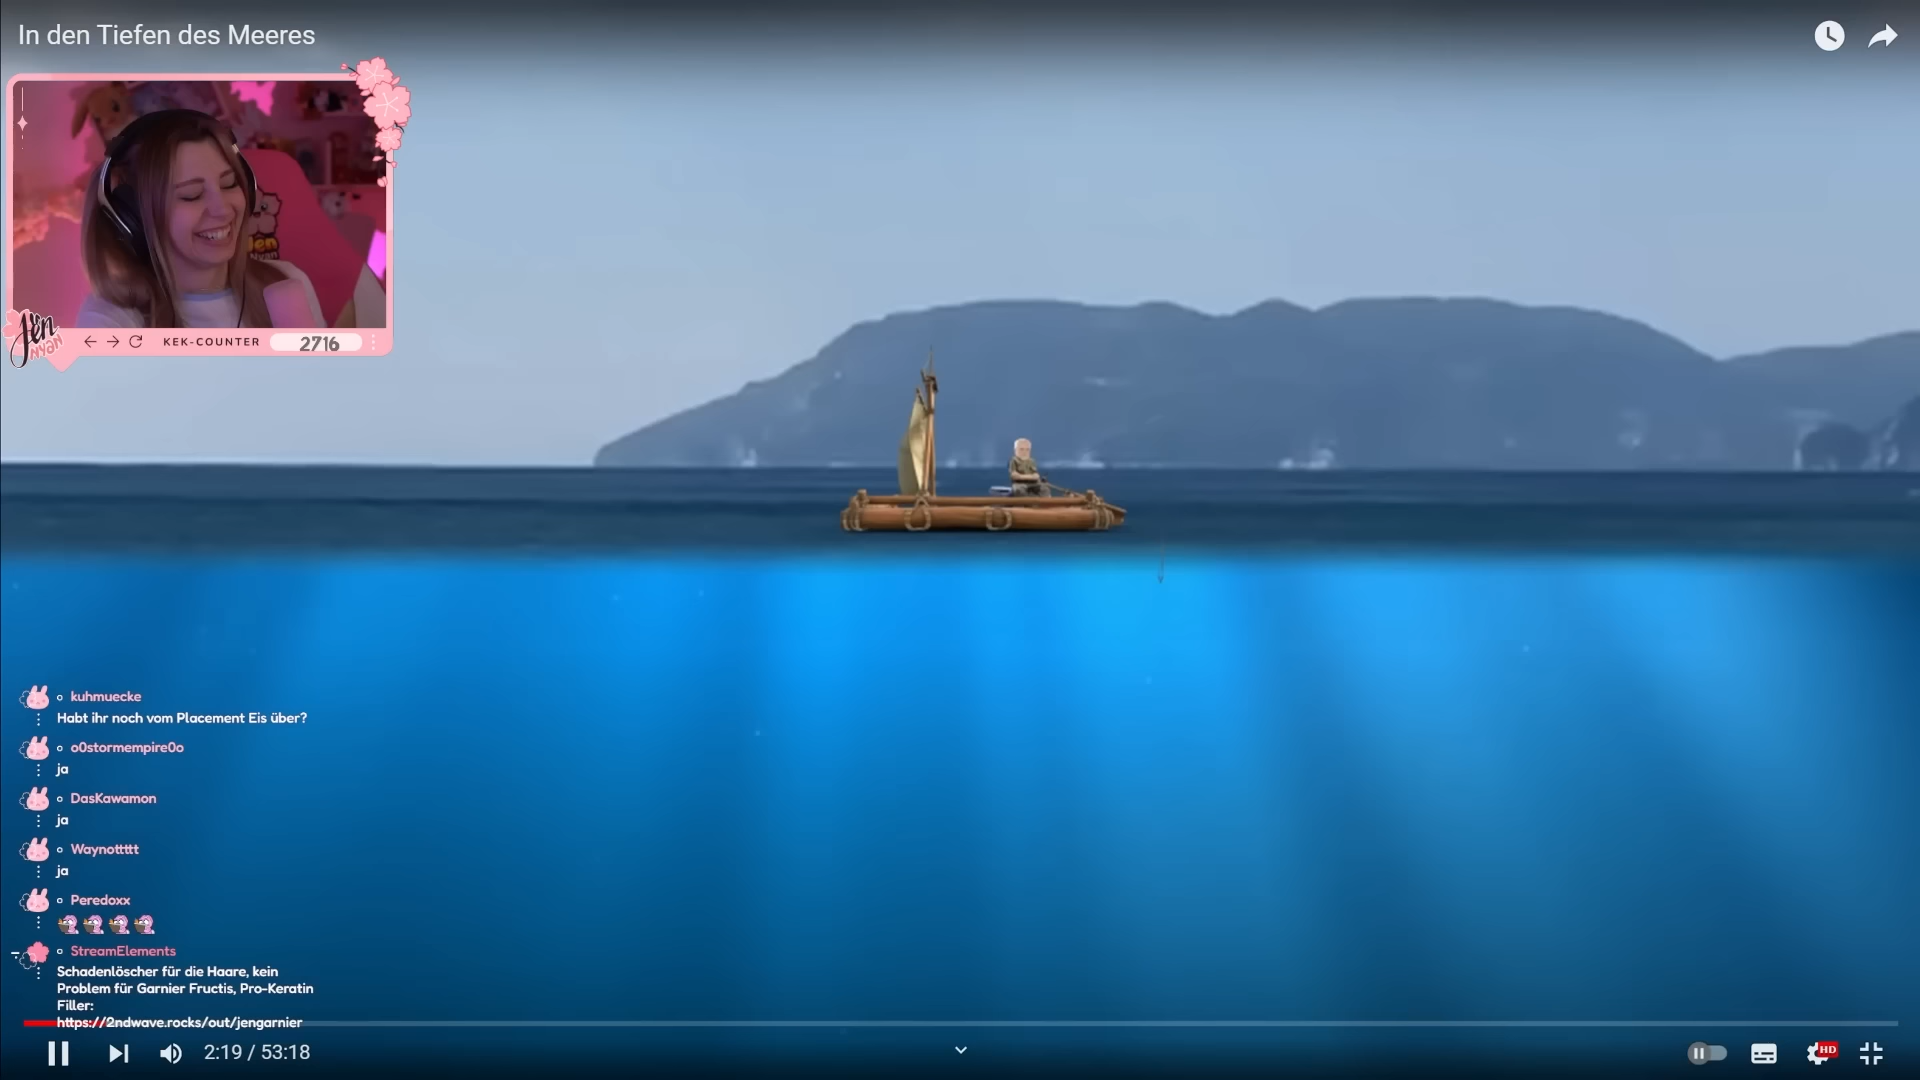 In den Tiefen des Meeres
Jen
Nyan
Jen
NYAN
KEK-COUNTER 2716
kuhmuecke
Habt ihr noch vom Placement Eis über?
o0stormempire0o
ja
DasKawamon
ja
Waynottttt
ja
Peredoxx
StreamElements
Schadenlöscher für die Haare, kein
Problem für Garnier Fructis, Pro-Keratin
Filler:
https://2ndwave.rocks/out/jengarnier
2:19 / 53:18
HD